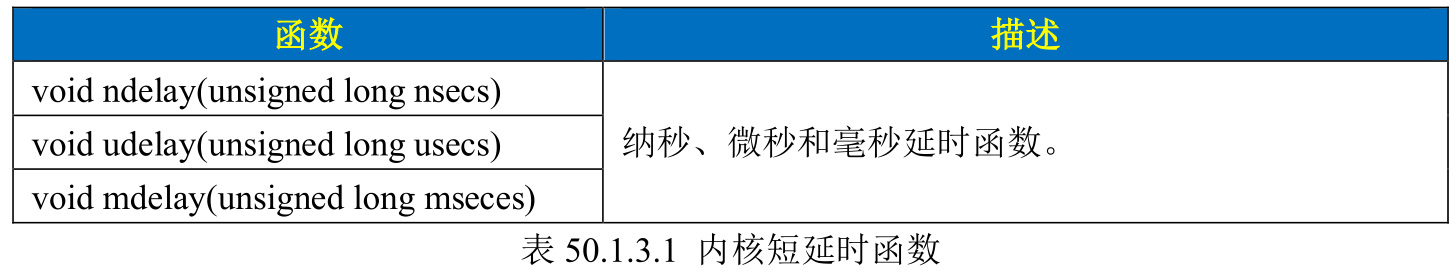 函数 描述
void ndelay(unsigned long nsecs)
void udelay(unsigned long usecs)
纳秒、微秒和毫秒延时函数。
void mdelay(unsigned long mseces)
表 50.1.3.1 内核短延时函数